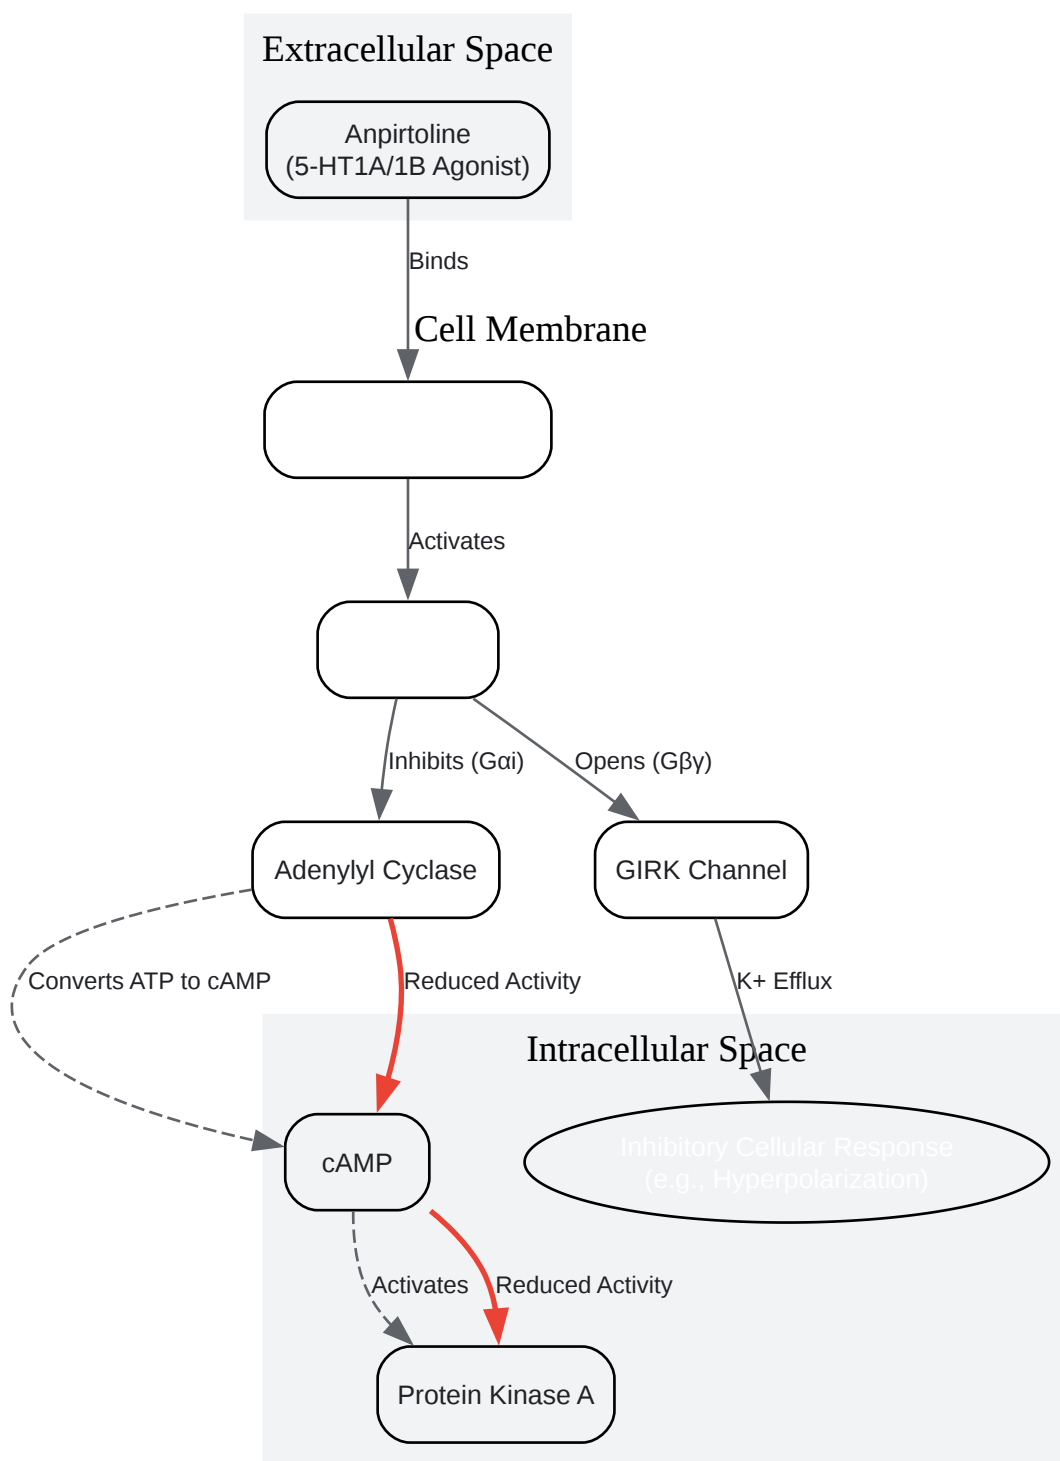 Extracellular Space
Anpirtoline
(5-HT1A/1B Agonist)
Binds
Cell Membrane
Activates
Inhibits (Gαi)
Opens (Gβγ)
Adenylyl Cyclase
GIRK Channel
Converts ATP to cAMP
Reduced Activity
K+ Efflux
Intracellular Space
cAMP
Inhibitory Cellular Response
(e.g., Hyperpolarization)
Activates
Reduced Activity
Protein Kinase A